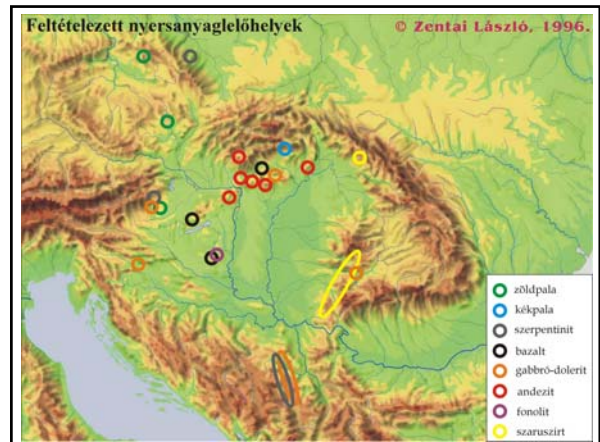 Feltételezett nyersanyaglelőhelyek
© Zentai László, 1996.
zöldpala
kékpala
szerpentinit
bazalt
gabbró-dolerit
andezit
fonolit
szaruszirt